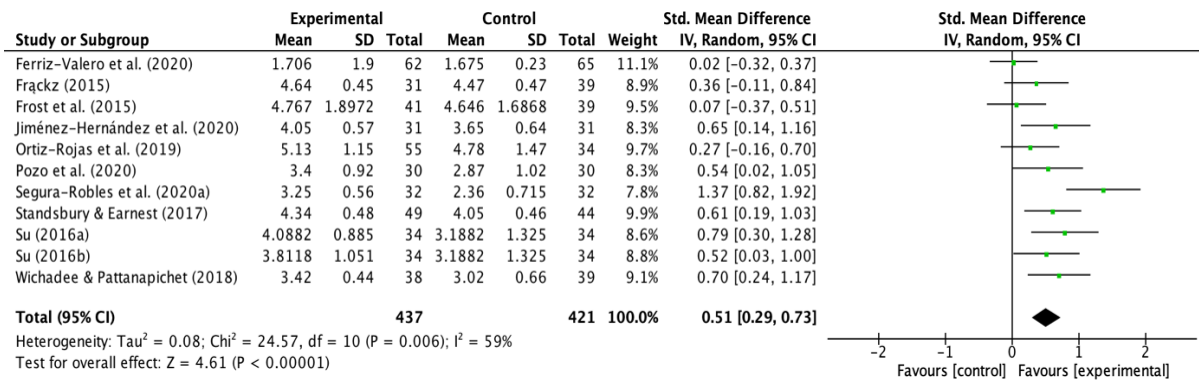 Experimental Control Std. Mean Difference Std. Mean Difference
Study or Subgroup Mean SD Total Mean SD Total Weight IV, Random, 95% CI IV, Random, 95% CI
Ferriz-Valero et al. (2020) 1.706 1.9 62 1.675 0.23 65 11.1% 0.02 [-0.32, 0.37]
Frąckz (2015) 4.64 0.45 31 4.47 0.47 39 8.9% 0.36 [-0.11, 0.84]
Frost et al. (2015) 4.767 1.8972 41 4.646 1.6868 39 9.5% 0.07 [-0.37, 0.51]
Jiménez-Hernández et al. (2020) 4.05 0.57 31 3.65 0.64 31 8.3% 0.65 [0.14, 1.16]
Ortiz-Rojas et al. (2019) 5.13 1.15 55 4.78 1.47 34 9.7% 0.27 [-0.16, 0.70]
Pozo et al. (2020) 3.4 0.92 30 2.87 1.02 30 8.3% 0.54 [0.02, 1.05]
Segura-Robles et al. (2020a) 3.25 0.56 32 2.36 0.715 32 7.8% 1.37 [0.82, 1.92]
Standsbury & Earnest (2017) 4.34 0.48 49 4.05 0.46 44 9.9% 0.61 [0.19, 1.03]
Su (2016a) 4.0882 0.885 34 3.1882 1.325 34 8.6% 0.79 [0.30, 1.28]
Su (2016b) 3.8118 1.051 34 3.1882 1.325 34 8.7% 0.52 [0.03, 1.00]
Wichadee & Pattanapichet (2018) 3.42 0.44 38 3.02 0.66 39 9.1% 0.70 [0.24, 1.17]
Total (95% CI) 437 421 100.0% 0.51 [0.29, 0.73]
Heterogeneity: Tau² = 0.08; Chi² = 24.57, df = 10 (P = 0.006); I² = 59%
Test for overall effect: Z = 4.61 (P < 0.00001)
-2 -1 0 1 2
Favours [control] Favours [experimental]